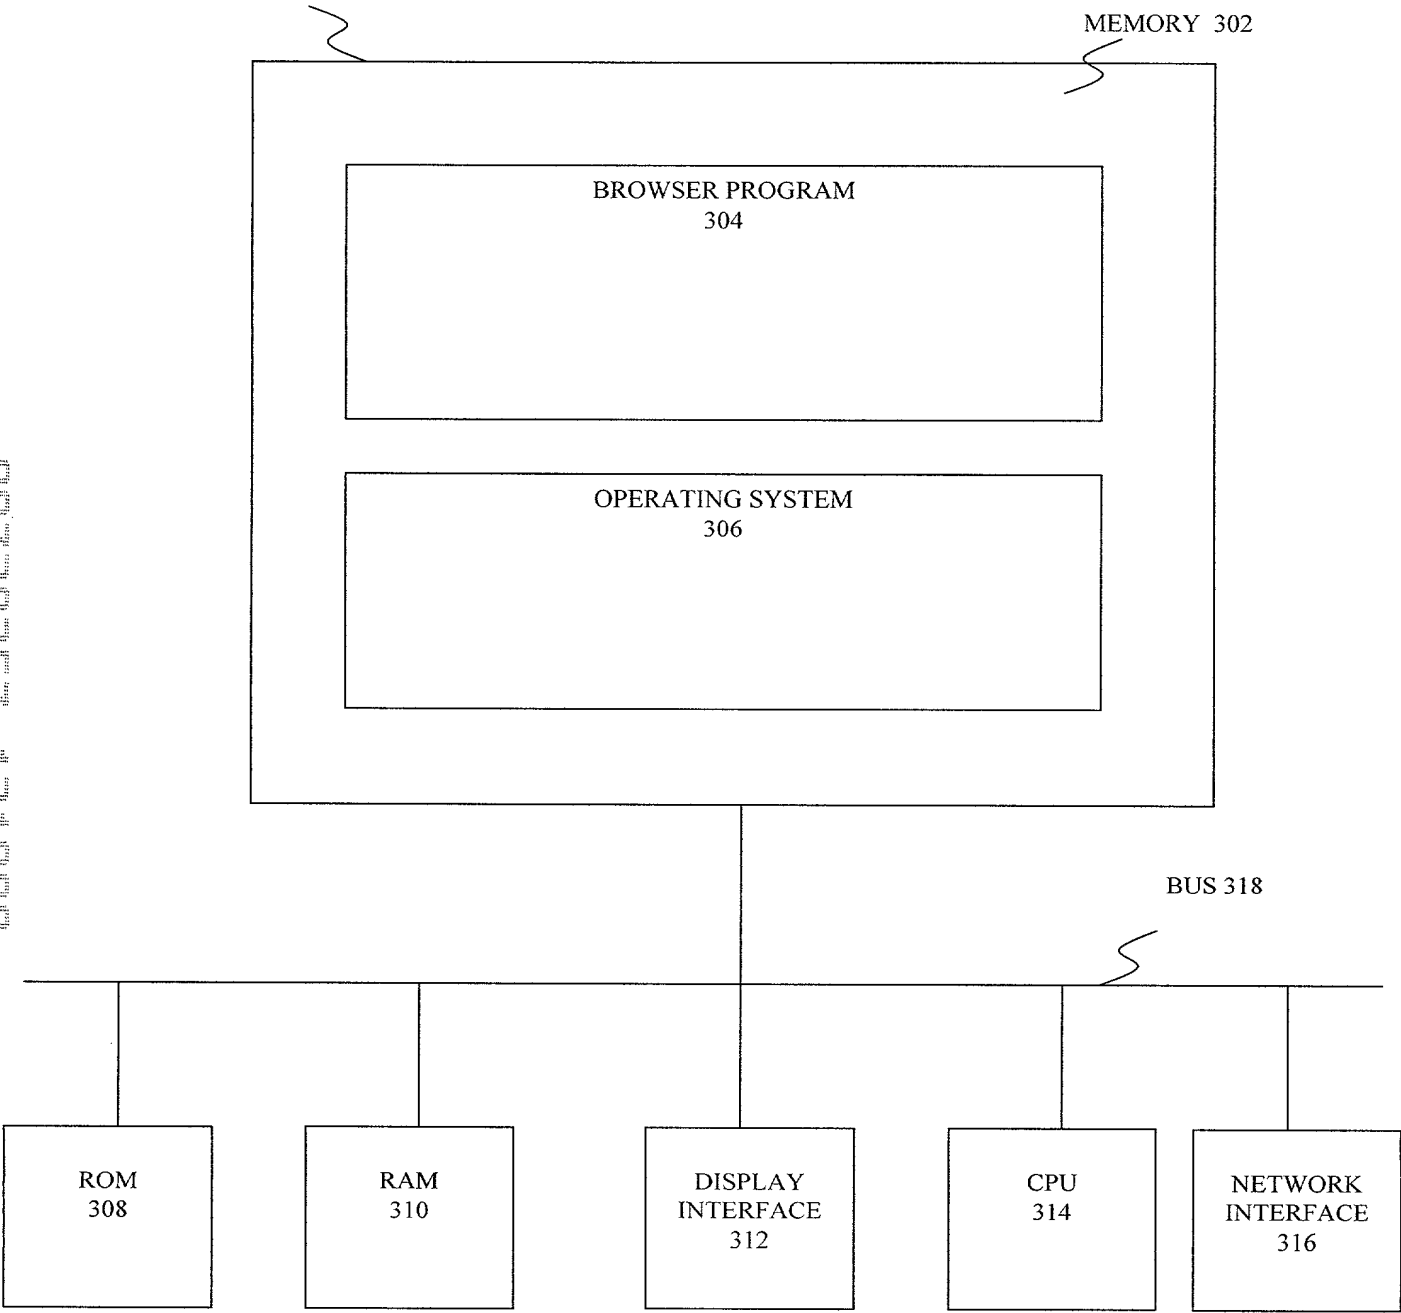 MEMORY 302
BROWSER PROGRAM
304
OPERATING SYSTEM
306
BUS 318
ROM
308
RAM
310
DISPLAY
INTERFACE
312
CPU
314
NETWORK
INTERFACE
316